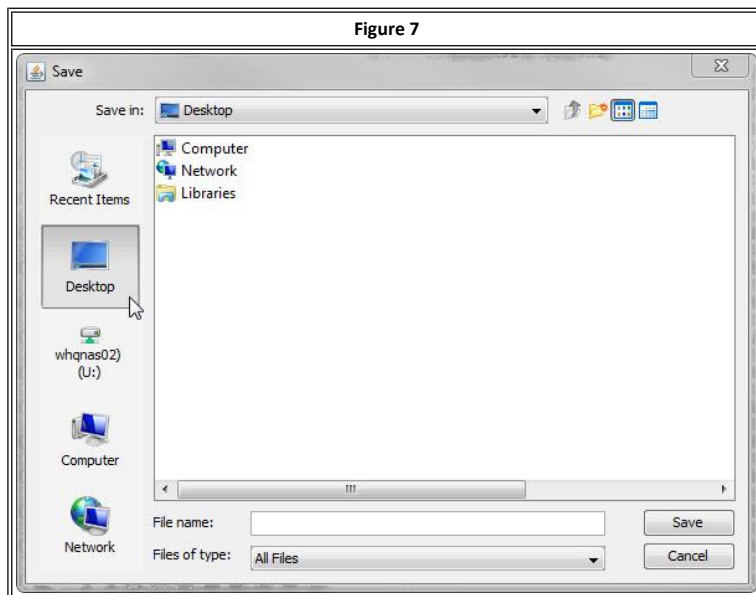 Figure 7
Save
Save in: Desktop
Computer
Network
Libraries
Recent Items
Desktop
whqnas02)
(U:)
Computer
Network
File name:
Save
Files of type: All Files
Cancel